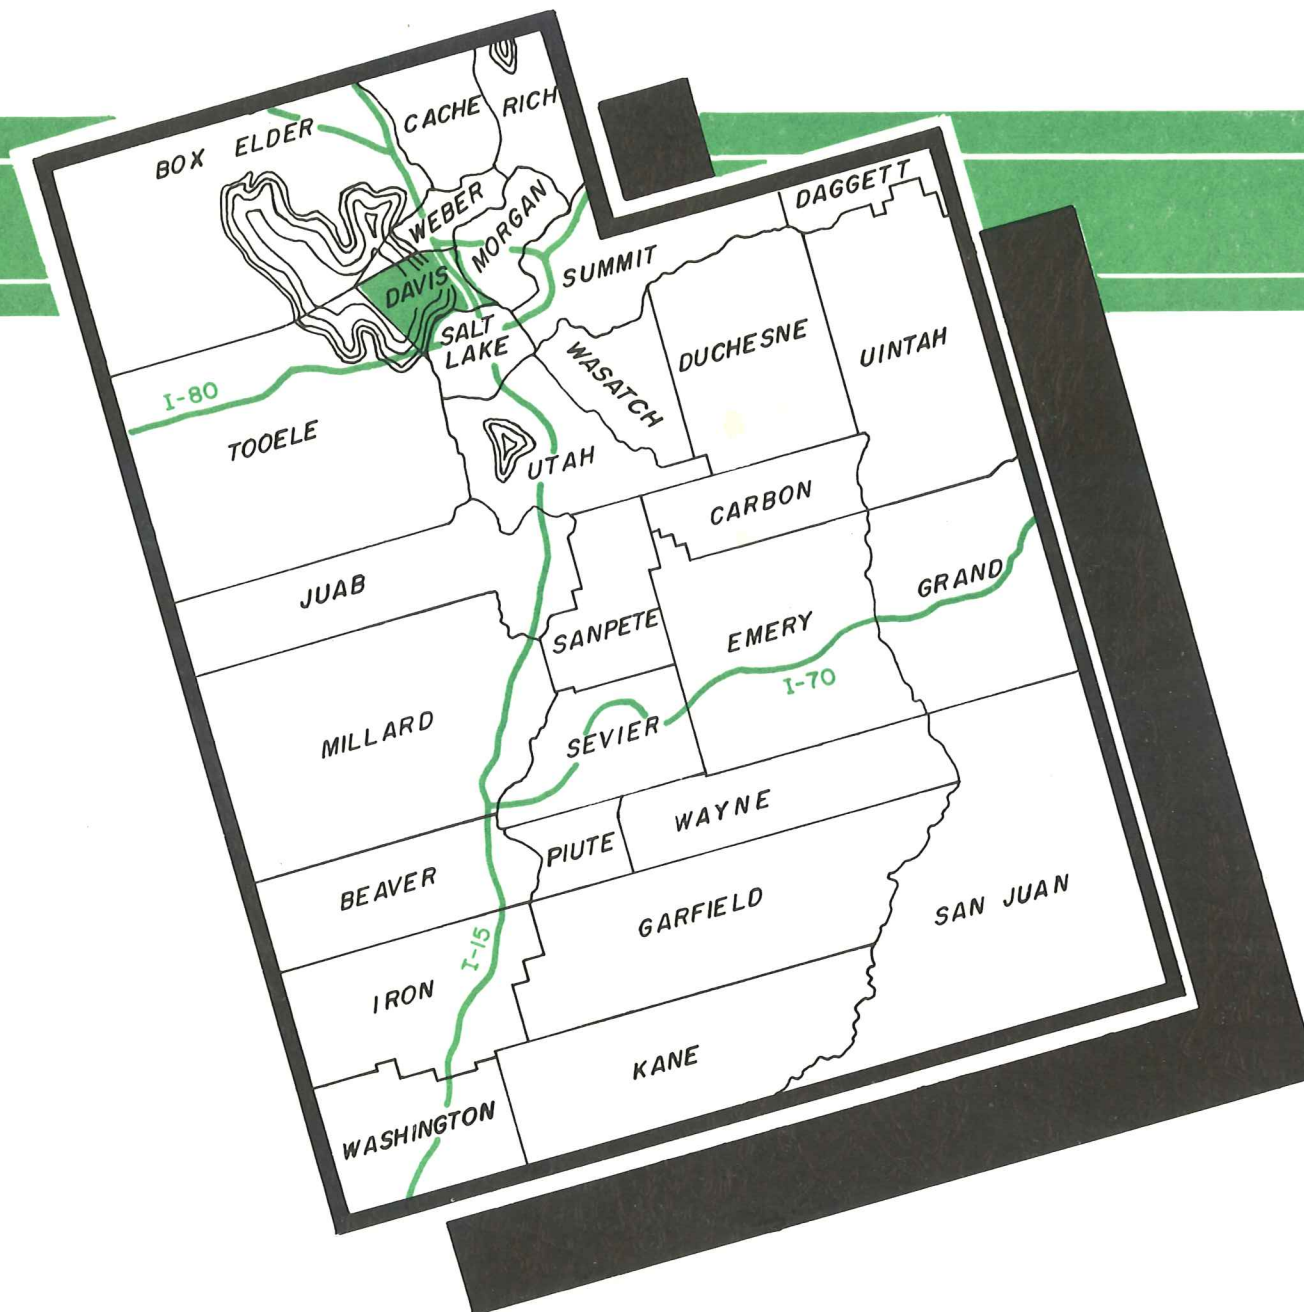 CACHE
RICH
BOX ELDER
WEBER
MORGAN
DAGGETT
DAVIS
SUMMIT
SALT
LAKE
WASATCH
DUCHESNE
UINTAH
I-80
TOOELE
UTAH
CARBON
JUAB
SANPETE
EMERY
GRAND
I-70
MILLARD
SEVIER
WAYNE
PIUTE
BEAVER
GARFIELD
SAN JUAN
I-15
IRON
KANE
WASHINGTON